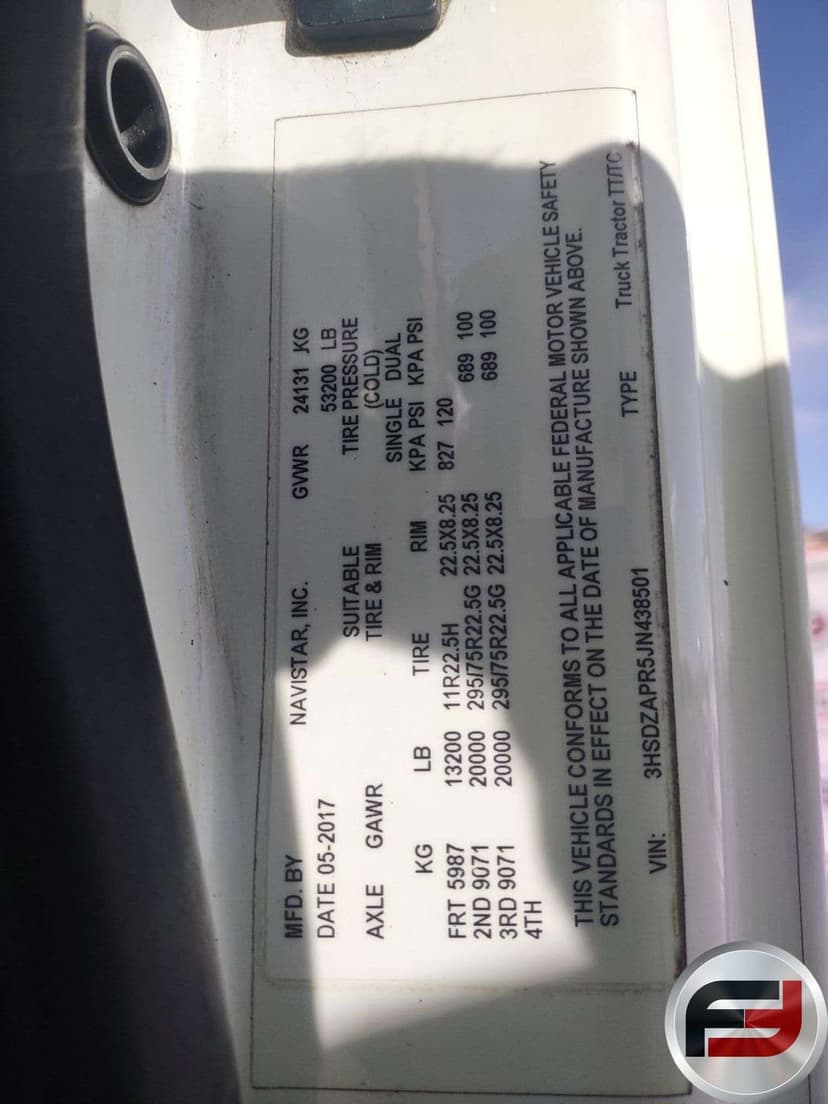 MFD. BY NAVISTAR, INC. GVWR 24131 KG
DATE 05-2017 53200 LB
SUITABLE TIRE PRESSURE
AXLE GAWR TIRE & RIM (COLD)
SINGLE DUAL
KG LB TIRE RIM KPA PSI KPA PSI
FRT 5987 13200 11R22.5H 22.5X8.25 827 120
2ND 9071 20000 295/75R22.5G 22.5X8.25 689 100
3RD 9071 20000 295/75R22.5G 22.5X8.25 689 100
4TH
THIS VEHICLE CONFORMS TO ALL APPLICABLE FEDERAL MOTOR VEHICLE SAFETY
STANDARDS IN EFFECT ON THE DATE OF MANUFACTURE SHOWN ABOVE.
VIN: 3HSDZAPR5JN438501 TYPE Truck Tractor TT/TC